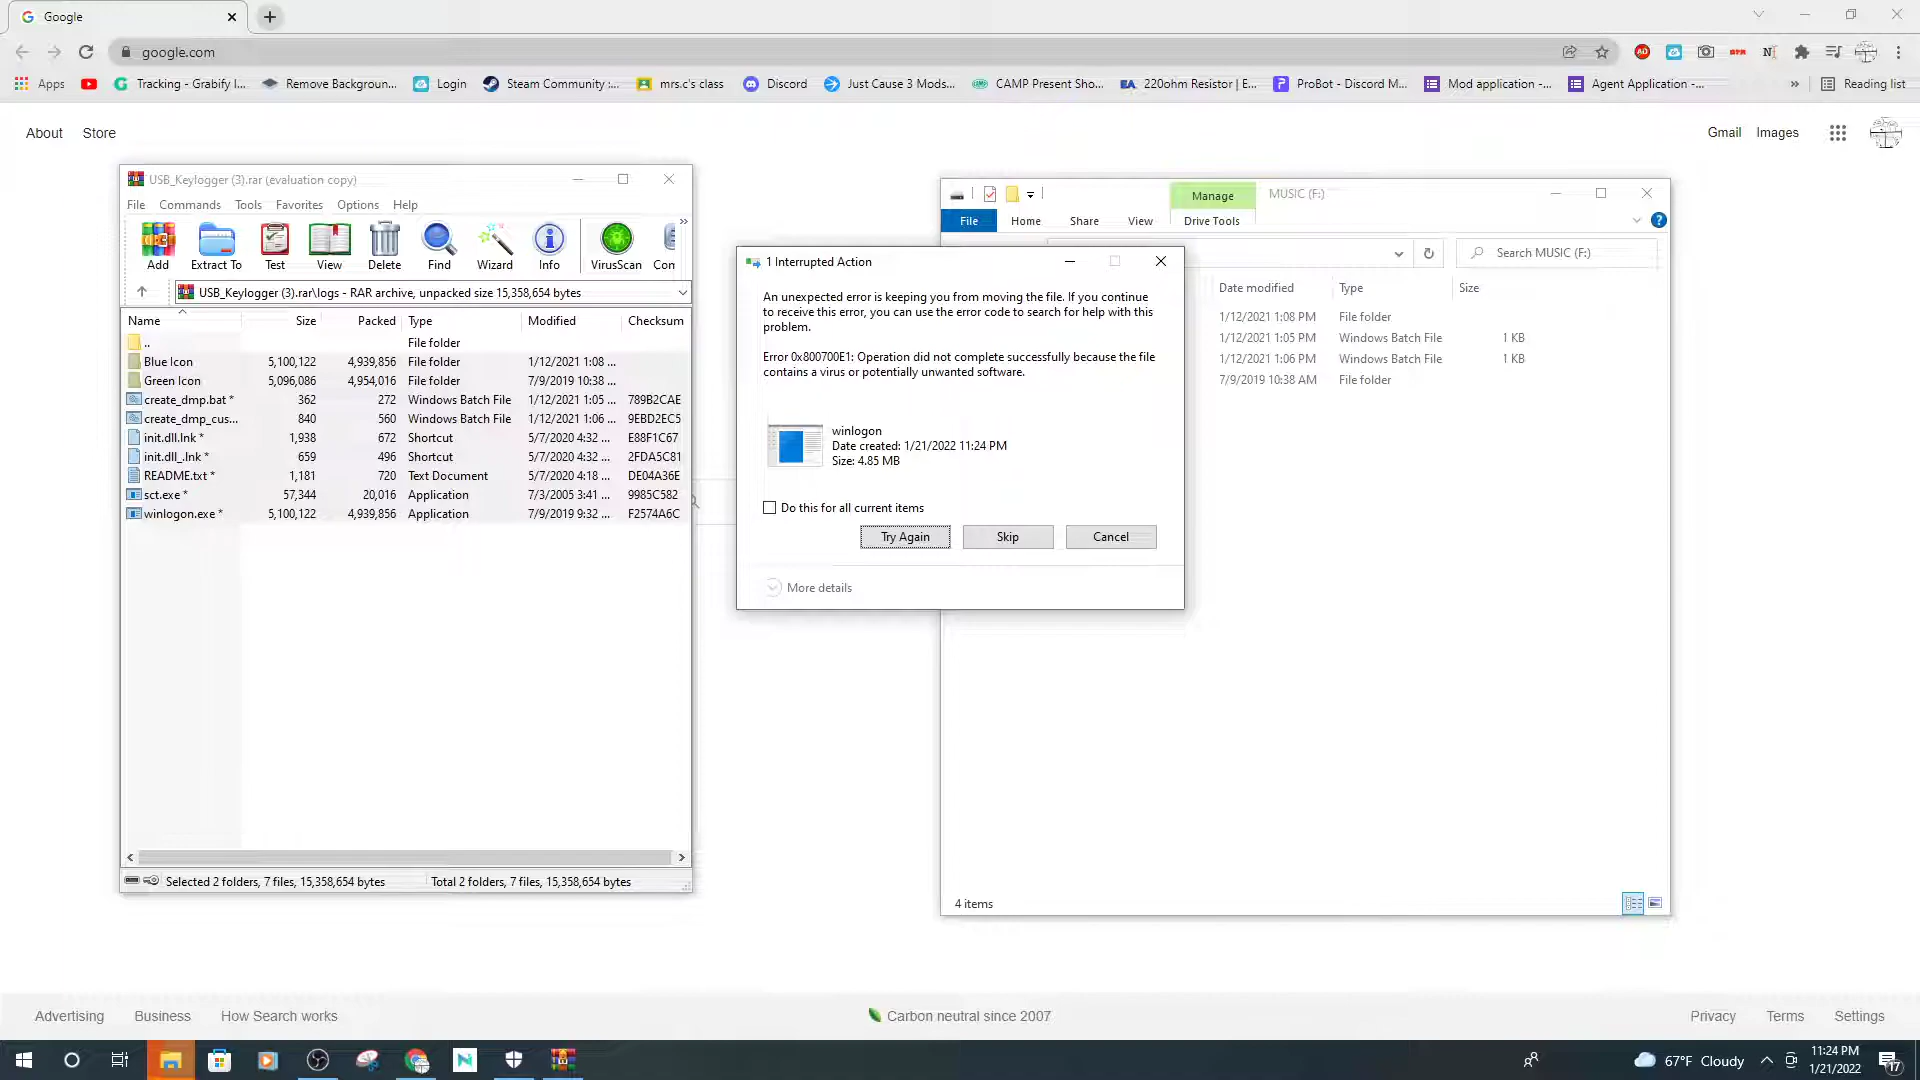 Google
google.com
Apps
Tracking - Grabify I...
Remove Backgroun...
Login
Steam Community :...
mrs.c's class
Discord
Just Cause 3 Mods...
CAMP Present Sho...
220ohm Resistor | E...
ProBot - Discord M...
Mod application -...
Agent Application -...
»
Reading list
About
Store
Gmail
Images
USB_Keylogger (3).rar (evaluation copy)
File Commands Tools Favorites Options Help
Add Extract To Test View Delete Find Wizard Info VirusScan Con
USB_Keylogger (3).rar\logs - RAR archive, unpacked size 15,358,654 bytes
Name Size Packed Type Modified Checksum
.. File folder
Blue Icon 5,100,122 4,939,856 File folder 1/12/2021 1:08 ...
Green Icon 5,096,086 4,954,016 File folder 7/9/2019 10:38 ...
create_dmp.bat * 362 272 Windows Batch File 1/12/2021 1:05 ... 789B2CAE
create_dmp_cus... 840 560 Windows Batch File 1/12/2021 1:06 ... 9EBD2EC5
init.dll.lnk * 1,938 672 Shortcut 5/7/2020 4:32 ... E88F1C67
init.dll_.lnk * 659 496 Shortcut 5/7/2020 4:32 ... 2FDA5C81
README.txt * 1,181 720 Text Document 5/7/2020 4:18 ... DE04A36E
sct.exe * 57,344 20,016 Application 7/3/2005 3:41 ... 9985C582
winlogon.exe * 5,100,122 4,939,856 Application 7/9/2019 9:32 ... F2574A6C
Selected 2 folders, 7 files, 15,358,654 bytes
Total 2 folders, 7 files, 15,358,654 bytes
1 Interrupted Action
An unexpected error is keeping you from moving the file. If you continue
to receive this error, you can use the error code to search for help with this
problem.
Error 0x800700E1: Operation did not complete successfully because the file
contains a virus or potentially unwanted software.
winlogon
Date created: 1/21/2022 11:24 PM
Size: 4.85 MB
Do this for all current items
Try Again
Skip
Cancel
More details
Manage
MUSIC (F:)
File Home Share View Drive Tools
Search MUSIC (F:)
Date modified Type Size
1/12/2021 1:08 PM File folder
1/12/2021 1:05 PM Windows Batch File 1 KB
1/12/2021 1:06 PM Windows Batch File 1 KB
7/9/2019 10:38 AM File folder
4 items
Advertising
Business
How Search works
Carbon neutral since 2007
Privacy
Terms
Settings
67°F Cloudy
11:24 PM
1/21/2022
17